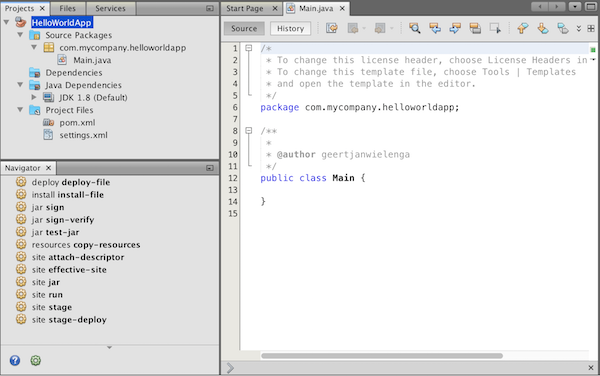 Projects
Files
Services
HelloWorldApp
Source Packages
com.mycompany.helloworldapp
Main.java
Dependencies
Java Dependencies
JDK 1.8 (Default)
Project Files
pom.xml
settings.xml
Navigator
deploy deploy-file
install install-file
jar sign
jar sign-verify
jar test-jar
resources copy-resources
site attach-descriptor
site effective-site
site jar
site run
site stage
site stage-deploy
Start Page
Main.java
Source
History
1 /*
2 * To change this license header, choose License Headers in
3 * To change this template file, choose Tools | Templates
4 * and open the template in the editor.
5 */
6 package com.mycompany.helloworldapp;
7
8 /**
9 *
10 * @author geertjanwielenga
11 */
12 public class Main {
13
14 }
15